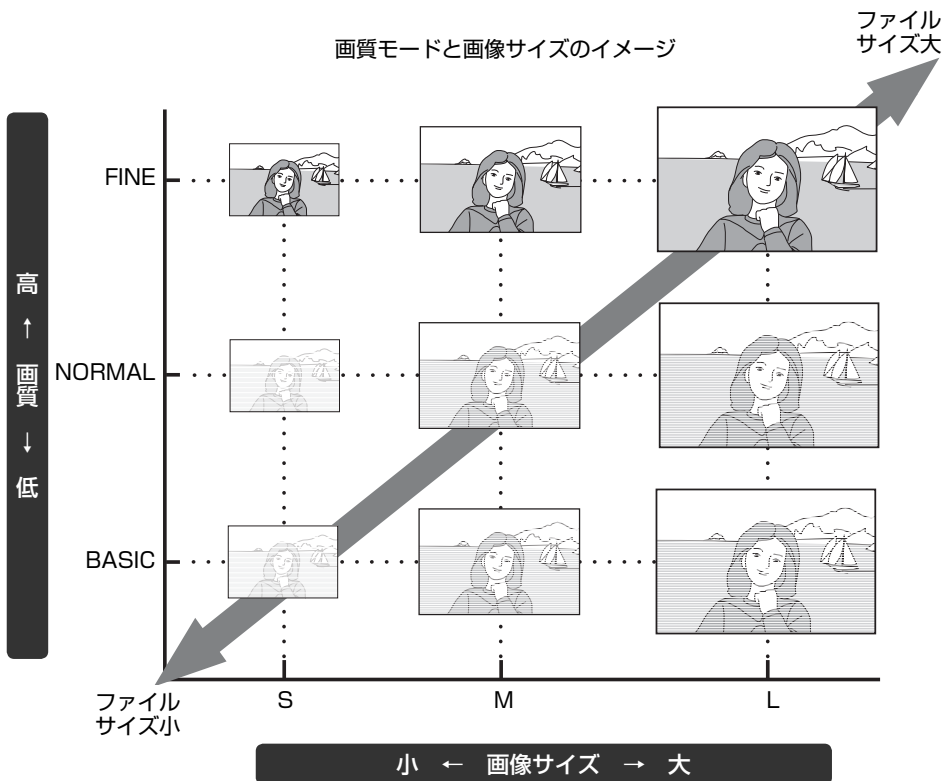 ファイル
サイズ大
画質モードと画像サイズのイメージ
FINE
高 ↑ 画質 ↓ 低
NORMAL
BASIC
ファイル
サイズ小
S
M
L
小 ← 画像サイズ → 大